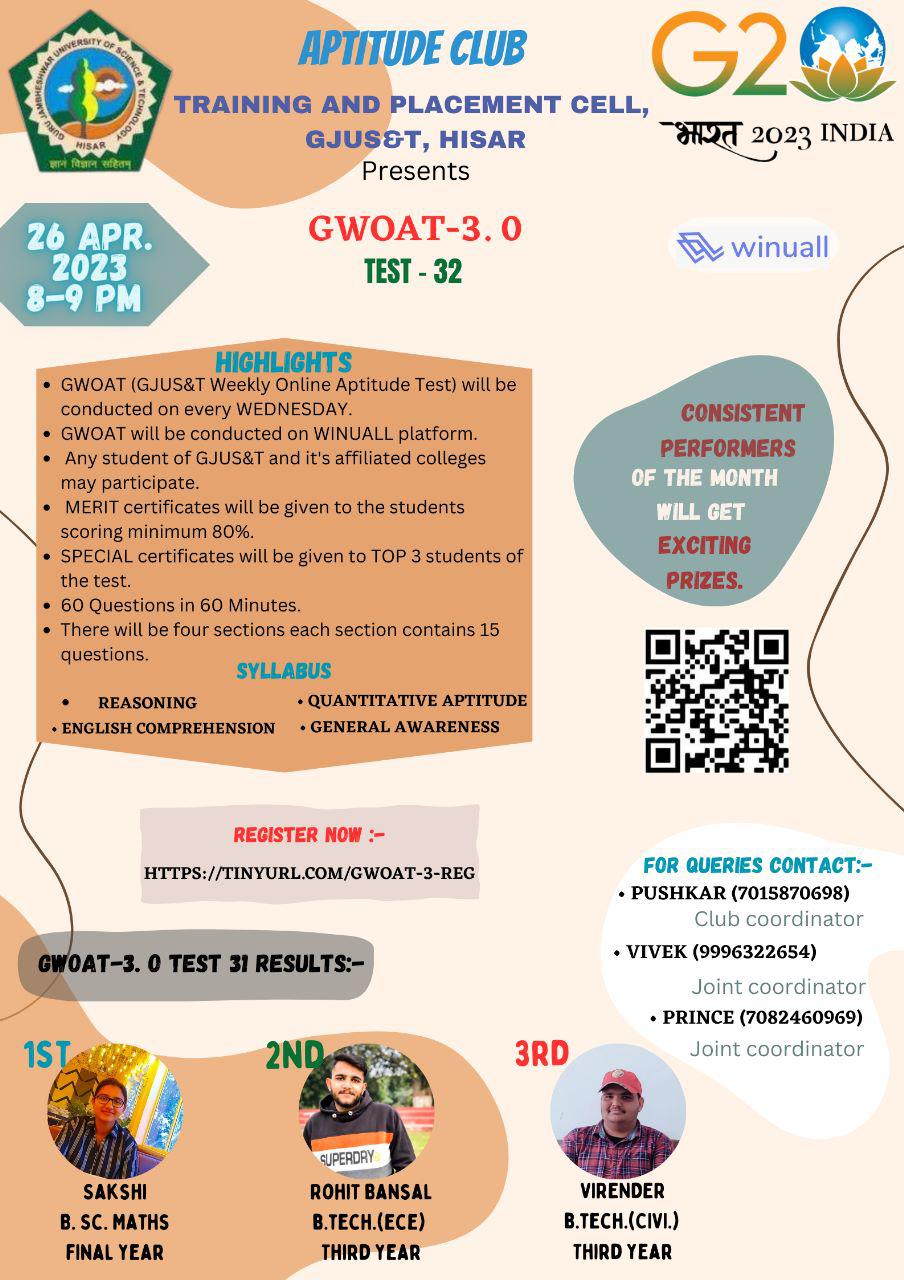 GURU JAMBHESHWAR UNIVERSITY OF SCIENCE & TECHNOLOGY
HISAR
ज्ञानं विज्ञान सहितम्
APTITUDE CLUB
TRAINING AND PLACEMENT CELL,
GJUS&T, HISAR
Presents
G20
भारत 2023 INDIA
26 APR.
2023
8-9 PM
GWOAT-3. 0
TEST - 32
winuall
HIGHLIGHTS
• GWOAT (GJUS&T Weekly Online Aptitude Test) will be
conducted on every WEDNESDAY.
• GWOAT will be conducted on WINUALL platform.
• Any student of GJUS&T and it's affiliated colleges
may participate.
• MERIT certificates will be given to the students
scoring minimum 80%.
• SPECIAL certificates will be given to TOP 3 students of
the test.
• 60 Questions in 60 Minutes.
• There will be four sections each section contains 15
questions.
SYLLABUS
• REASONING
• QUANTITATIVE APTITUDE
• ENGLISH COMPREHENSION
• GENERAL AWARENESS
CONSISTENT
PERFORMERS
OF THE MONTH
WILL GET
EXCITING
PRIZES.
REGISTER NOW :-
HTTPS://TINYURL.COM/GWOAT-3-REG
FOR QUERIES CONTACT:-
• PUSHKAR (7015870698)
Club coordinator
• VIVEK (9996322654)
Joint coordinator
• PRINCE (7082460969)
Joint coordinator
GWOAT-3. 0 TEST 31 RESULTS:-
1ST
SAKSHI
B. SC. MATHS
FINAL YEAR
2ND
SUPERDRY
ROHIT BANSAL
B.TECH.(ECE)
THIRD YEAR
3RD
VIRENDER
B.TECH.(CIVI.)
THIRD YEAR